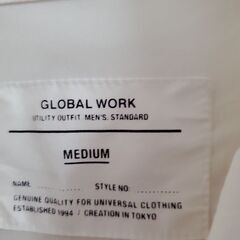 GLOBAL WORK
UTILITY OUTFIT MEN'S. STANDARD
MEDIUM
NAME STYLE NO.
GENUINE QUALITY FOR UNIVERSAL CLOTHING
ESTABLISHED 1994 / CREATION IN TOKYO